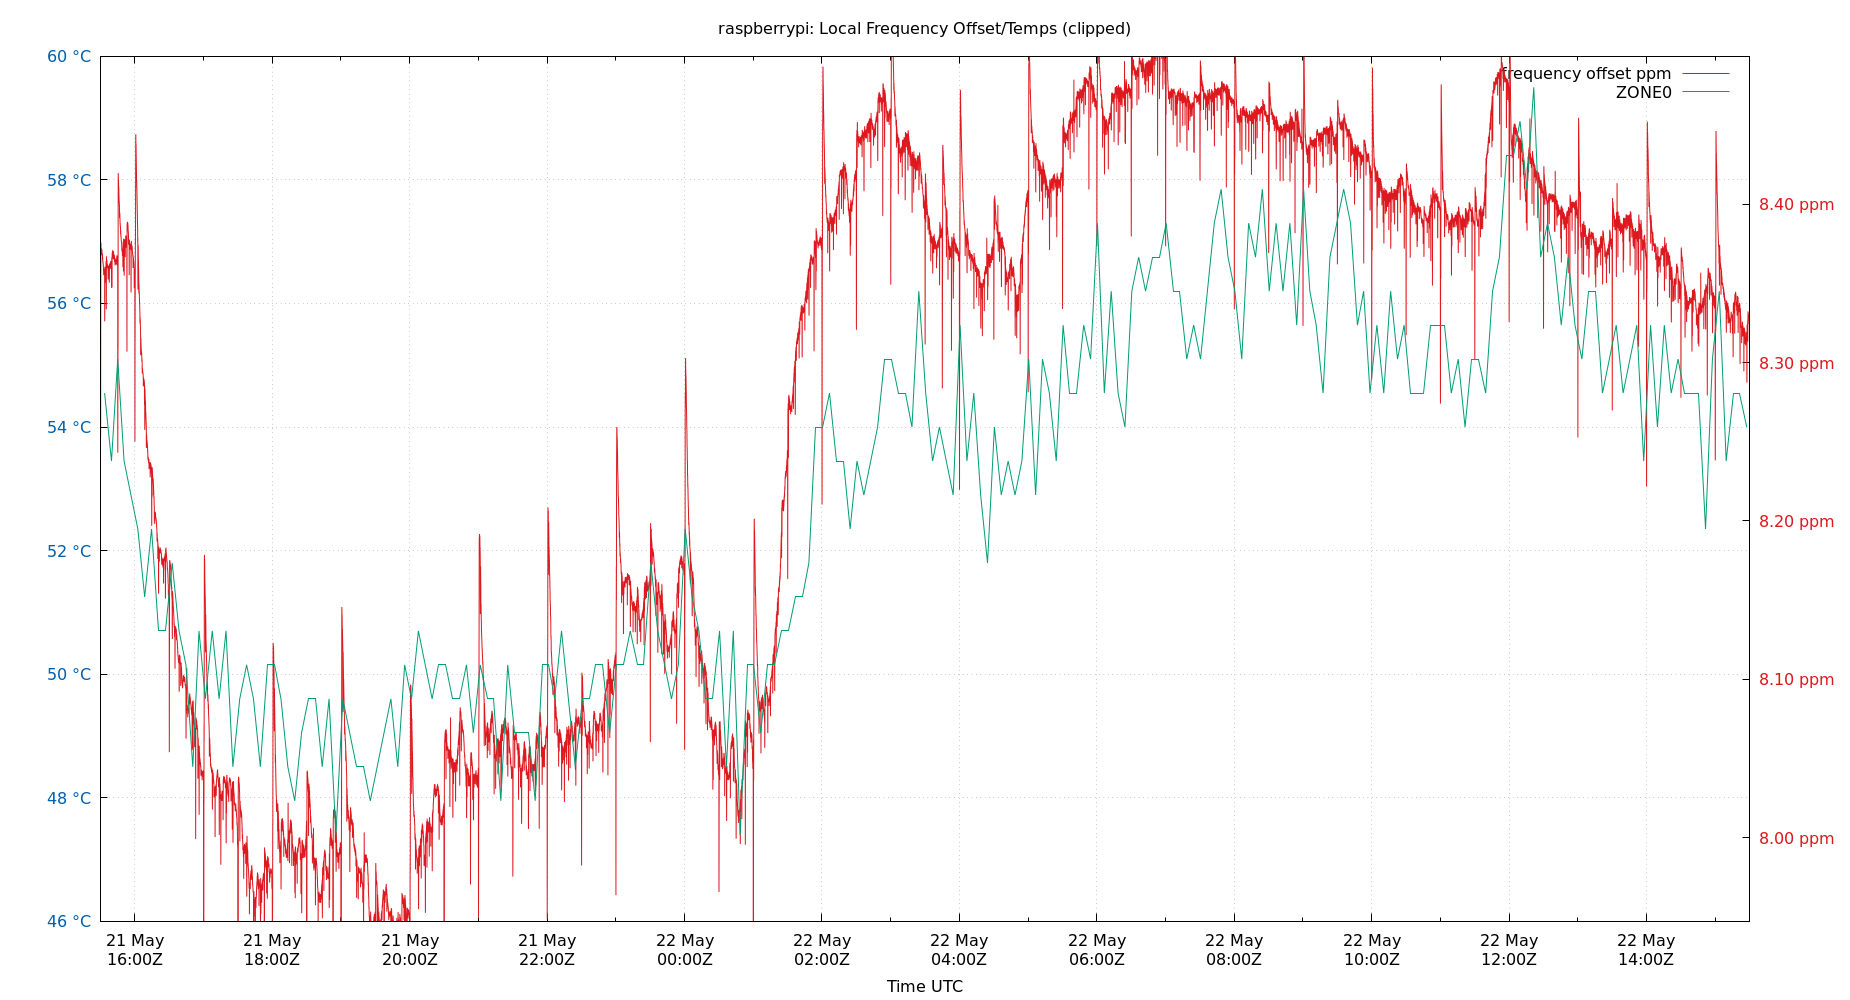 raspberrypi: Local Frequency Offset/Temps (clipped)
60 °C
58 °C
56 °C
54 °C
52 °C
50 °C
48 °C
46 °C
frequency offset ppm
ZONE0
8.40 ppm
8.30 ppm
8.20 ppm
8.10 ppm
8.00 ppm
21 May 21 May 21 May 21 May 22 May 22 May 22 May 22 May 22 May 22 May 22 May 22 May
16:00Z 18:00Z 20:00Z 22:00Z 00:00Z 02:00Z 04:00Z 06:00Z 08:00Z 10:00Z 12:00Z 14:00Z
Time UTC